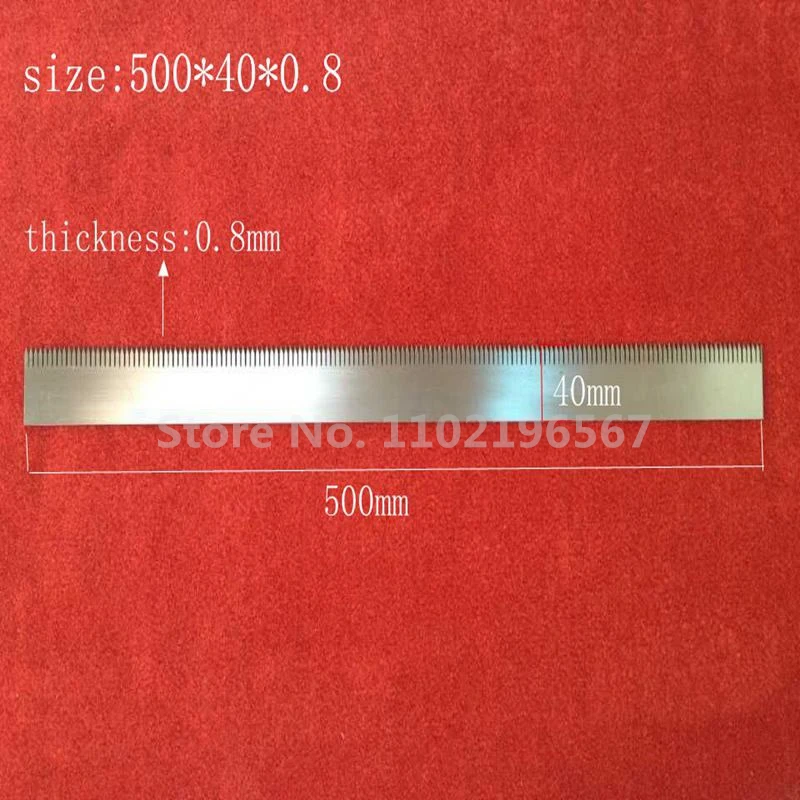 size:500*40*0.8
thickness:0.8mm
40mm
Store No. 1102196567
500mm